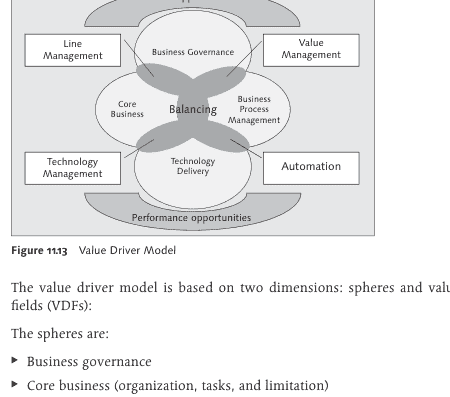 Line
Management
Value
Management
Business Governance
Core
Business
Balancing
Business
Process
Management
Technology
Management
Technology
Delivery
Automation
Performance opportunities
Figure 11.13 Value Driver Model
The value driver model is based on two dimensions: spheres and valu
fields (VDFs):
The spheres are:
▶ Business governance
▶ Core business (organization, tasks, and limitation)